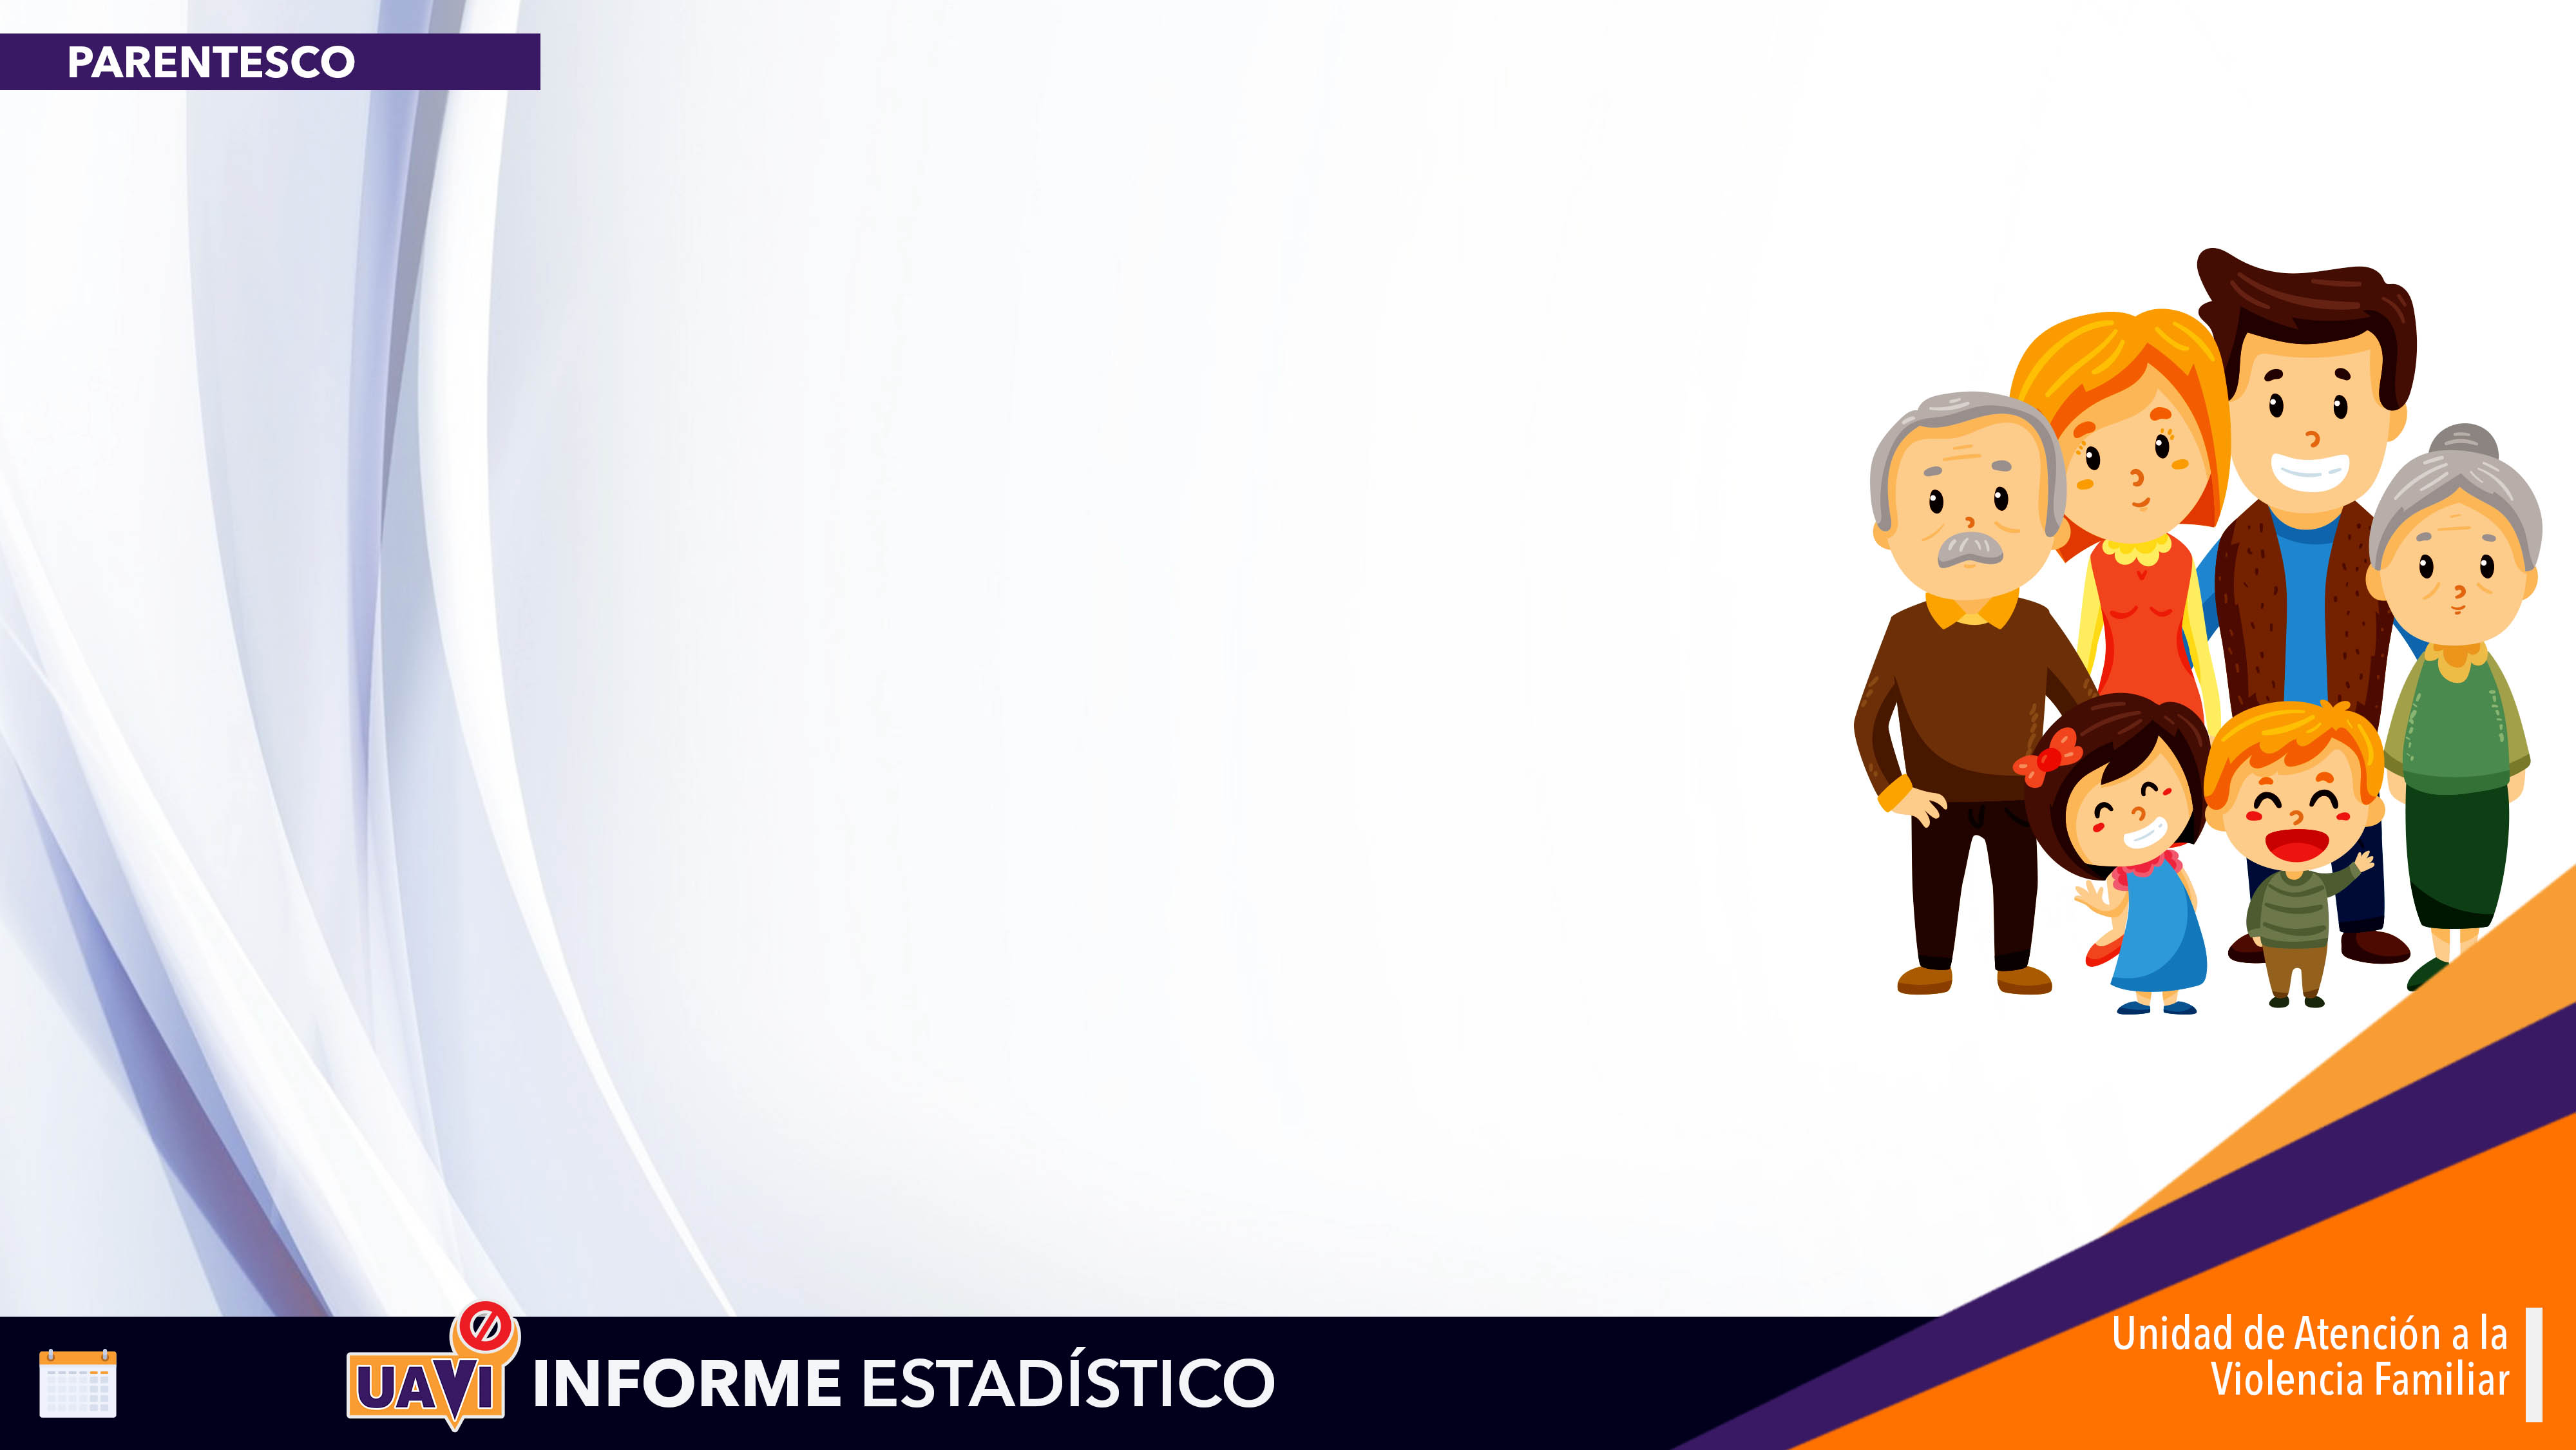 PARENTESCO
UAVI
INFORME ESTADÍSTICO
Unidad de Atención a la
Violencia Familiar